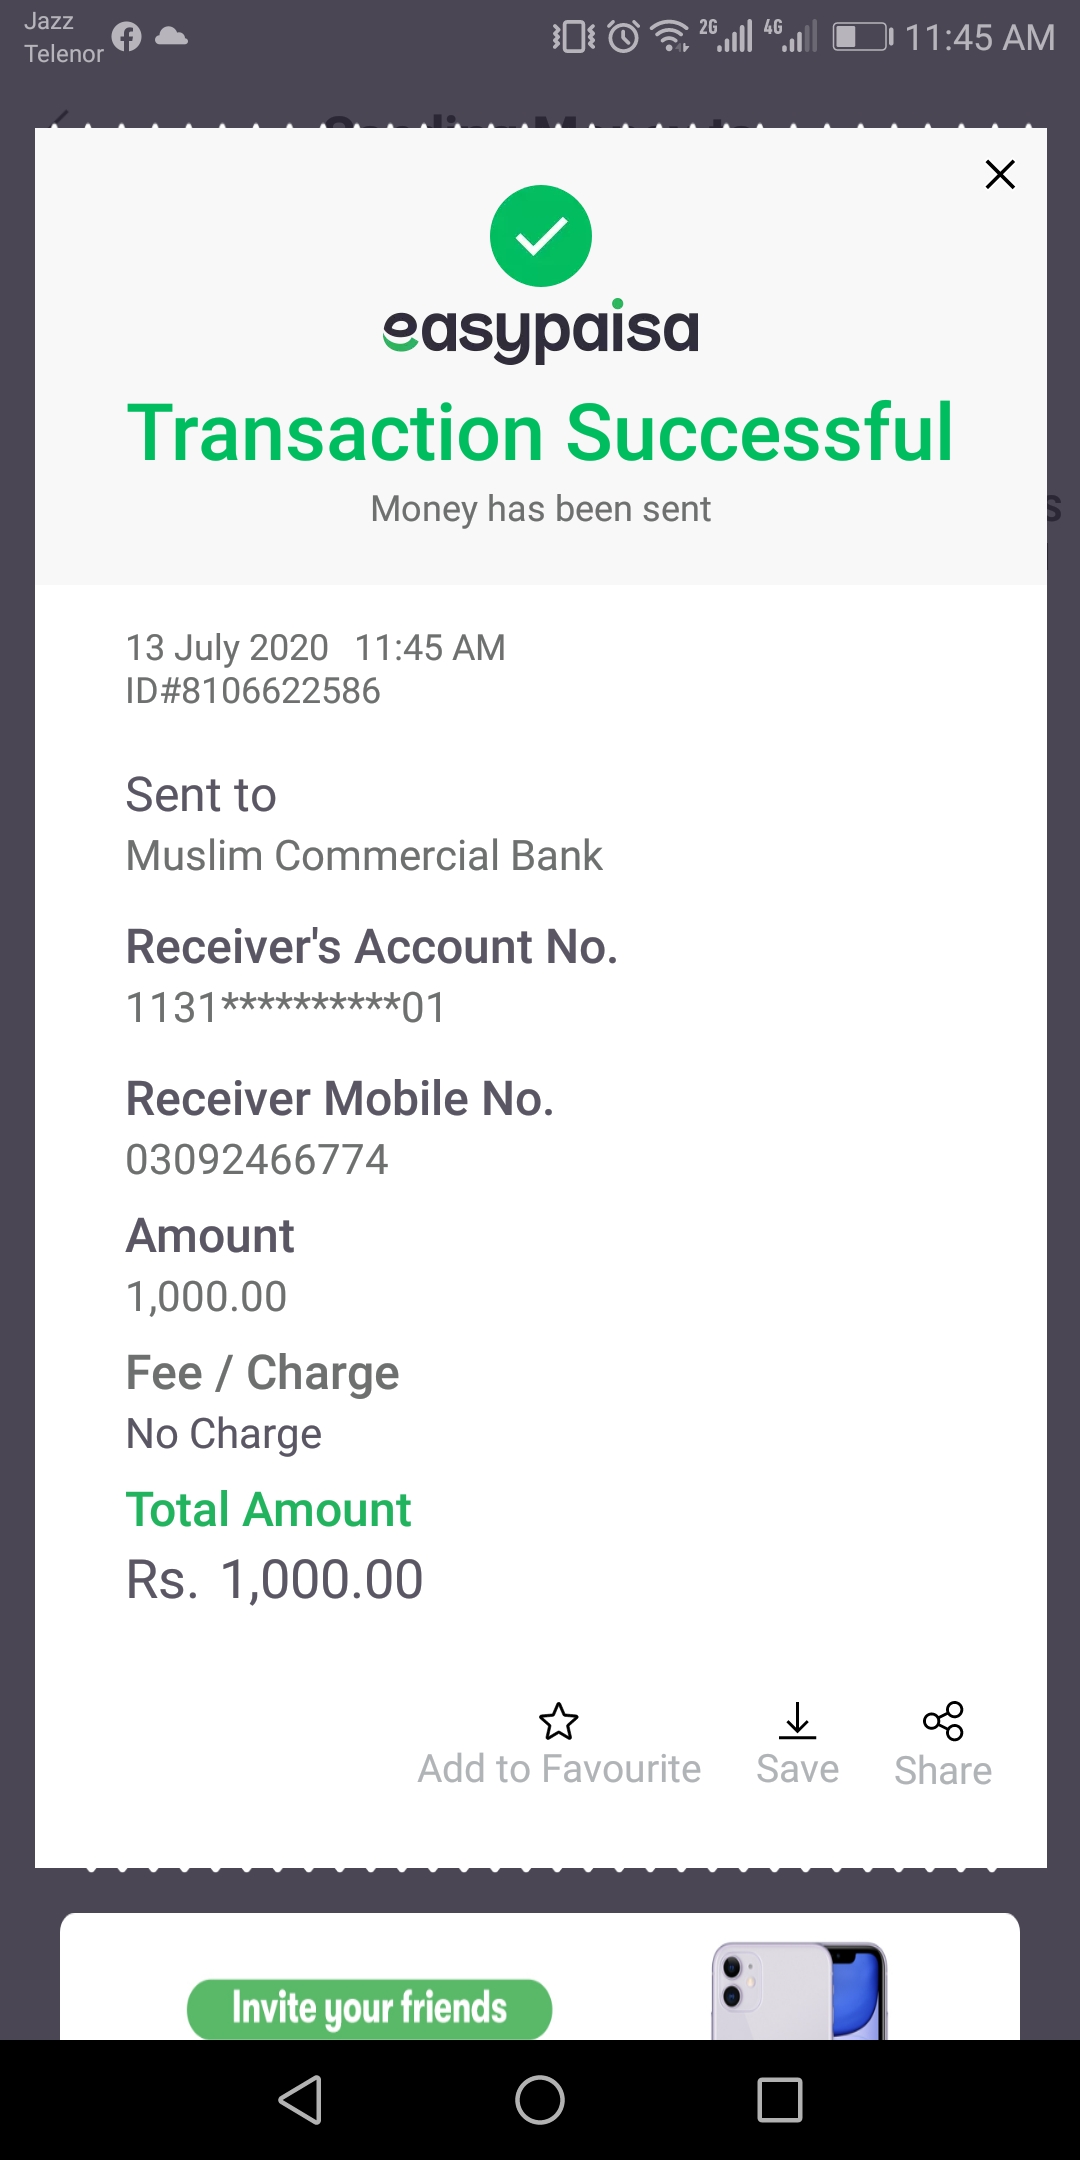 Jazz
Telenor
2G 4G 11:45 AM
easypaisa
Transaction Successful
Money has been sent
13 July 2020 11:45 AM
ID#8106622586
Sent to
Muslim Commercial Bank
Receiver's Account No.
1131**********01
Receiver Mobile No.
03092466774
Amount
1,000.00
Fee / Charge
No Charge
Total Amount
Rs. 1,000.00
Add to Favourite Save Share
Invite your friends